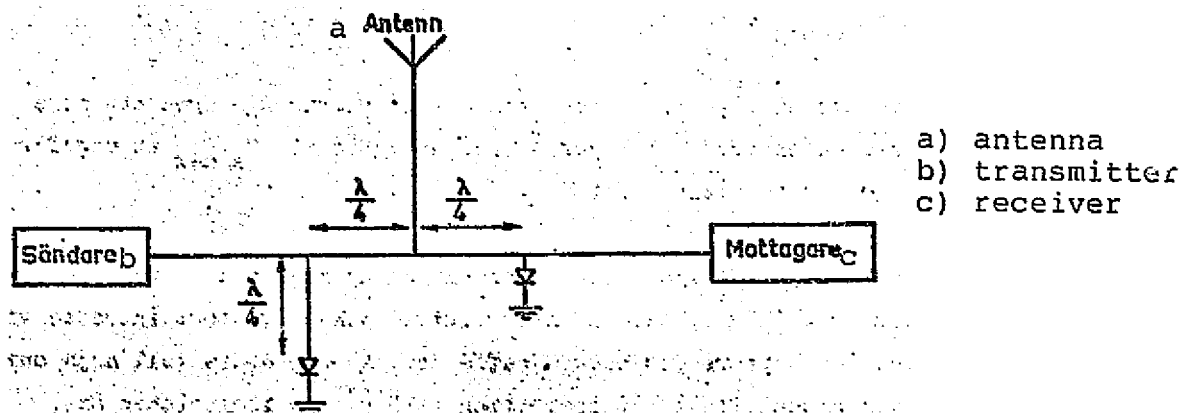 a Antenn
a) antenna
b) transmitter
c) receiver
λ/4 λ/4
Sändare b
Mottagare c
λ/4